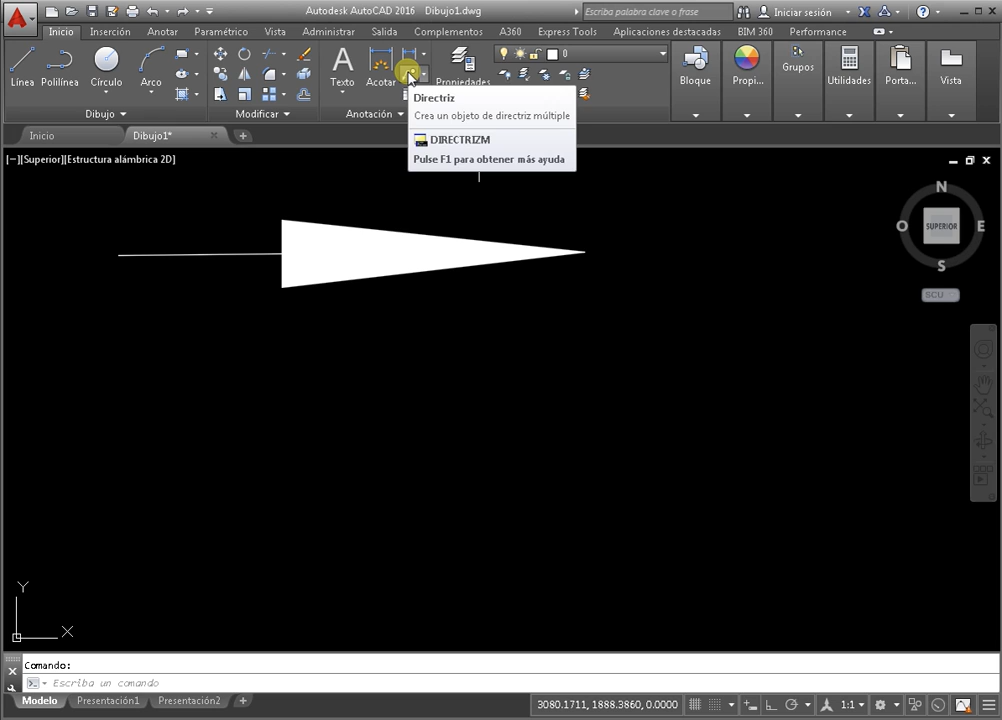 Autodesk AutoCAD 2016 Dibujo1.dwg
Escriba palabra clave o frase
Iniciar sesión
Inicio Inserción Anotar Paramétrico Vista Administrar Salida Complementos A360 Express Tools Aplicaciones destacadas BIM 360 Performance
0
Línea Polilínea Círculo Arco Texto Acotar Propiedades Bloque Propi... Grupos Utilidades Porta... Vista
Dibujo Modificar Anotación
Directriz
Crea un objeto de directriz múltiple
DIRECTRIZM
Pulse F1 para obtener más ayuda
Inicio Dibujo1*
[−][Superior][Estructura alámbrica 2D]
N
O SUPERIOR E
S
SCU
Y
X
Comando:
Escriba un comando
Modelo Presentación1 Presentación2
3080.1711, 1888.3860, 0.0000
1:1